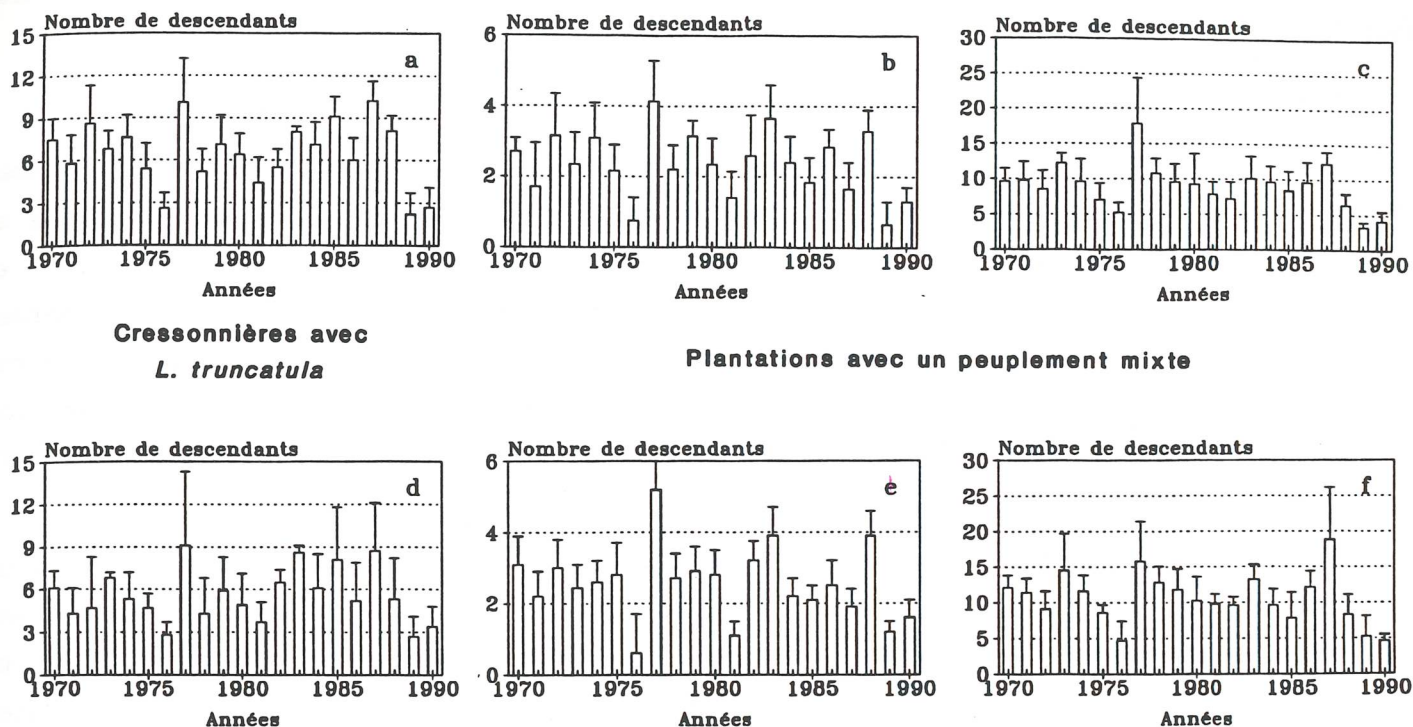 Nombre de descendants
a
15
12
9
6
3
0
1970 1975 1980 1985 1990
Années
Nombre de descendants
b
6
4
2
0
1970 1975 1980 1985 1990
Années
Nombre de descendants
c
30
25
20
15
10
5
0
1970 1975 1980 1985 1990
Années
Cressonnières avec
L. truncatula
Plantations avec un peuplement mixte
Nombre de descendants
d
15
12
9
6
3
0
1970 1975 1980 1985 1990
Années
Nombre de descendants
e
6
4
2
0
1970 1975 1980 1985 1990
Années
Nombre de descendants
f
30
25
20
15
10
5
0
1970 1975 1980 1985 1990
Années